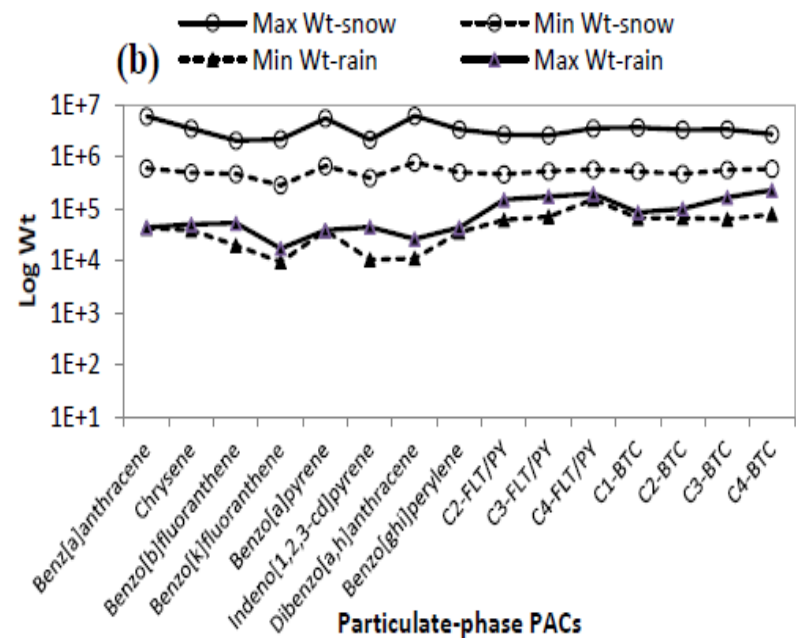 Max Wt-snow Min Wt-snow
(b) Min Wt-rain Max Wt-rain
1E+7
1E+6
1E+5
1E+4
1E+3
1E+2
1E+1
Log Wt
Benz[a]anthracene
Chrysene
Benzo[b]fluoranthene
Benzo[k]fluoranthene
Benzo[a]pyrene
Indeno[1,2,3-cd]pyrene
Dibenzo[a,h]anthracene
Benzo[ghi]perylene
C2-FLT/PY
C3-FLT/PY
C4-FLT/PY
C1-BTC
C2-BTC
C3-BTC
C4-BTC
Particulate-phase PACs